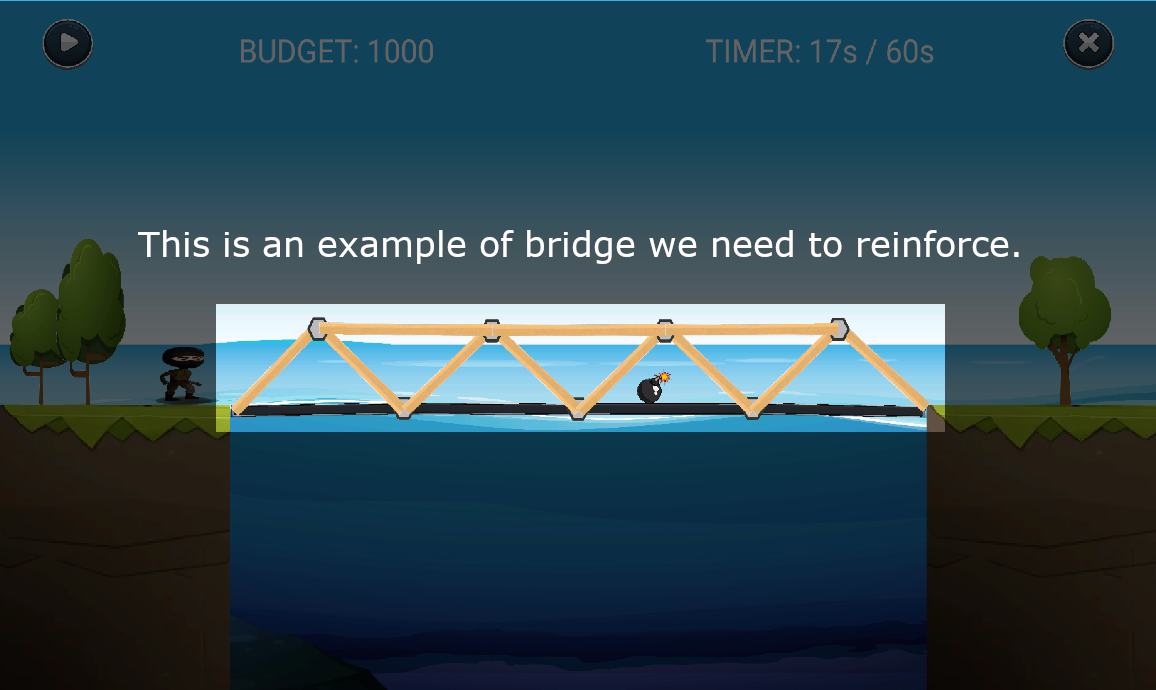 BUDGET: 1000
TIMER: 17s / 60s
This is an example of bridge we need to reinforce.